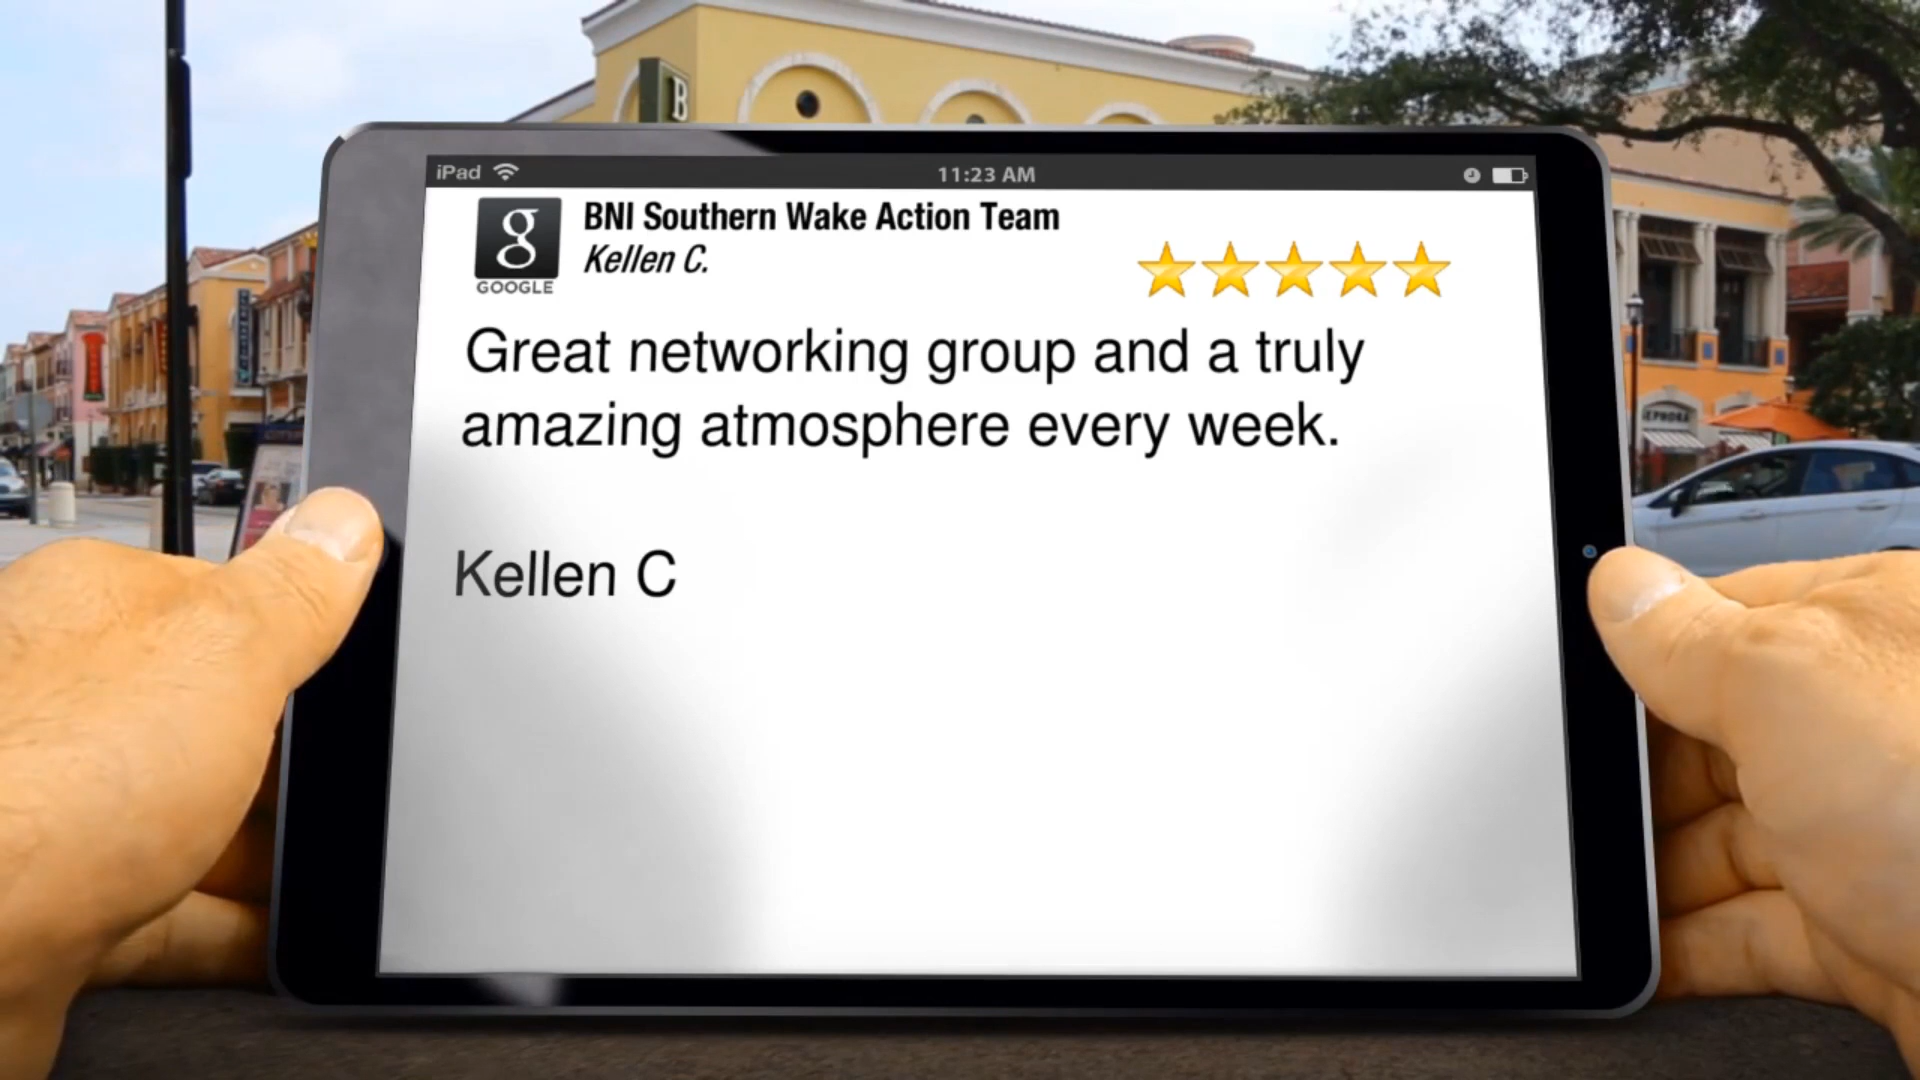 B
iPad
11:23 AM
g
GOOGLE
BNI Southern Wake Action Team
Kellen C.
Great networking group and a truly
amazing atmosphere every week.
Kellen C
SEPHORA